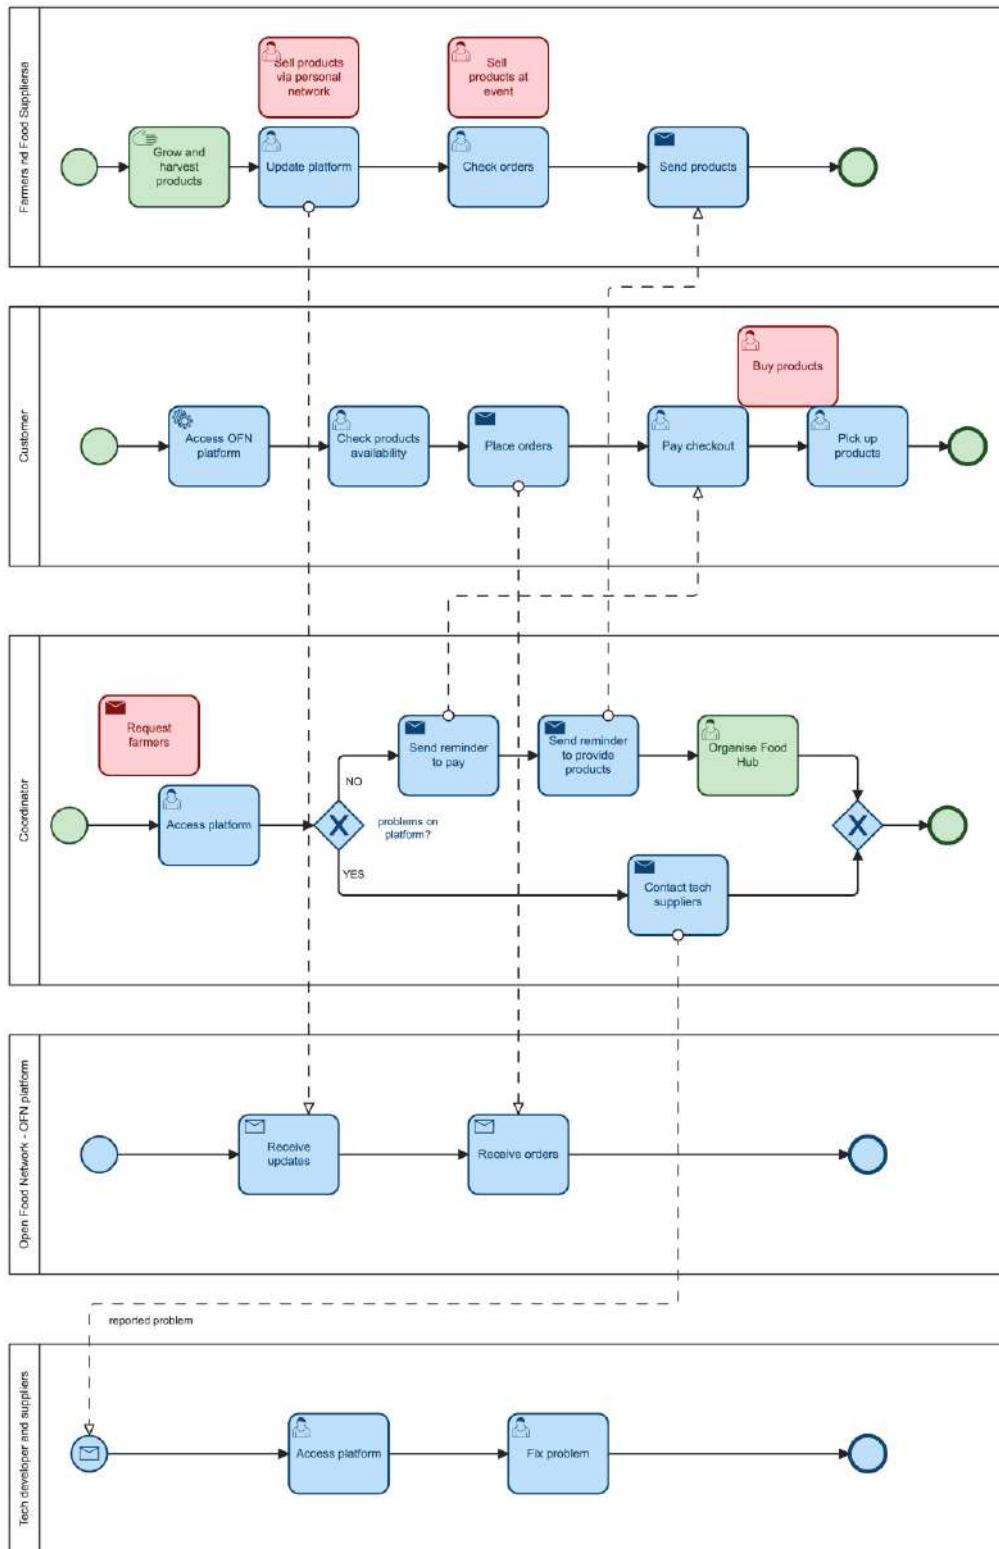 Farmers nd Food Suppliersa
Sell products
via personal
network
Sell
products at
event
Grow and
harvest
products
Update platform
Check orders
Send products
Customer
Buy products
Access OFN
platform
Check products
availability
Place orders
Pay checkout
Pick up
products
Coordinator
Request
farmers
Send reminder
to pay
Send reminder
to provide
products
Organise Food
Hub
NO
Access platform
problems on
platform?
YES
Contact tech
suppliers
Open Food Network - OFN platform
Receive
updates
Receive orders
reported problem
Tech developer and suppliers
Access platform
Fix problem